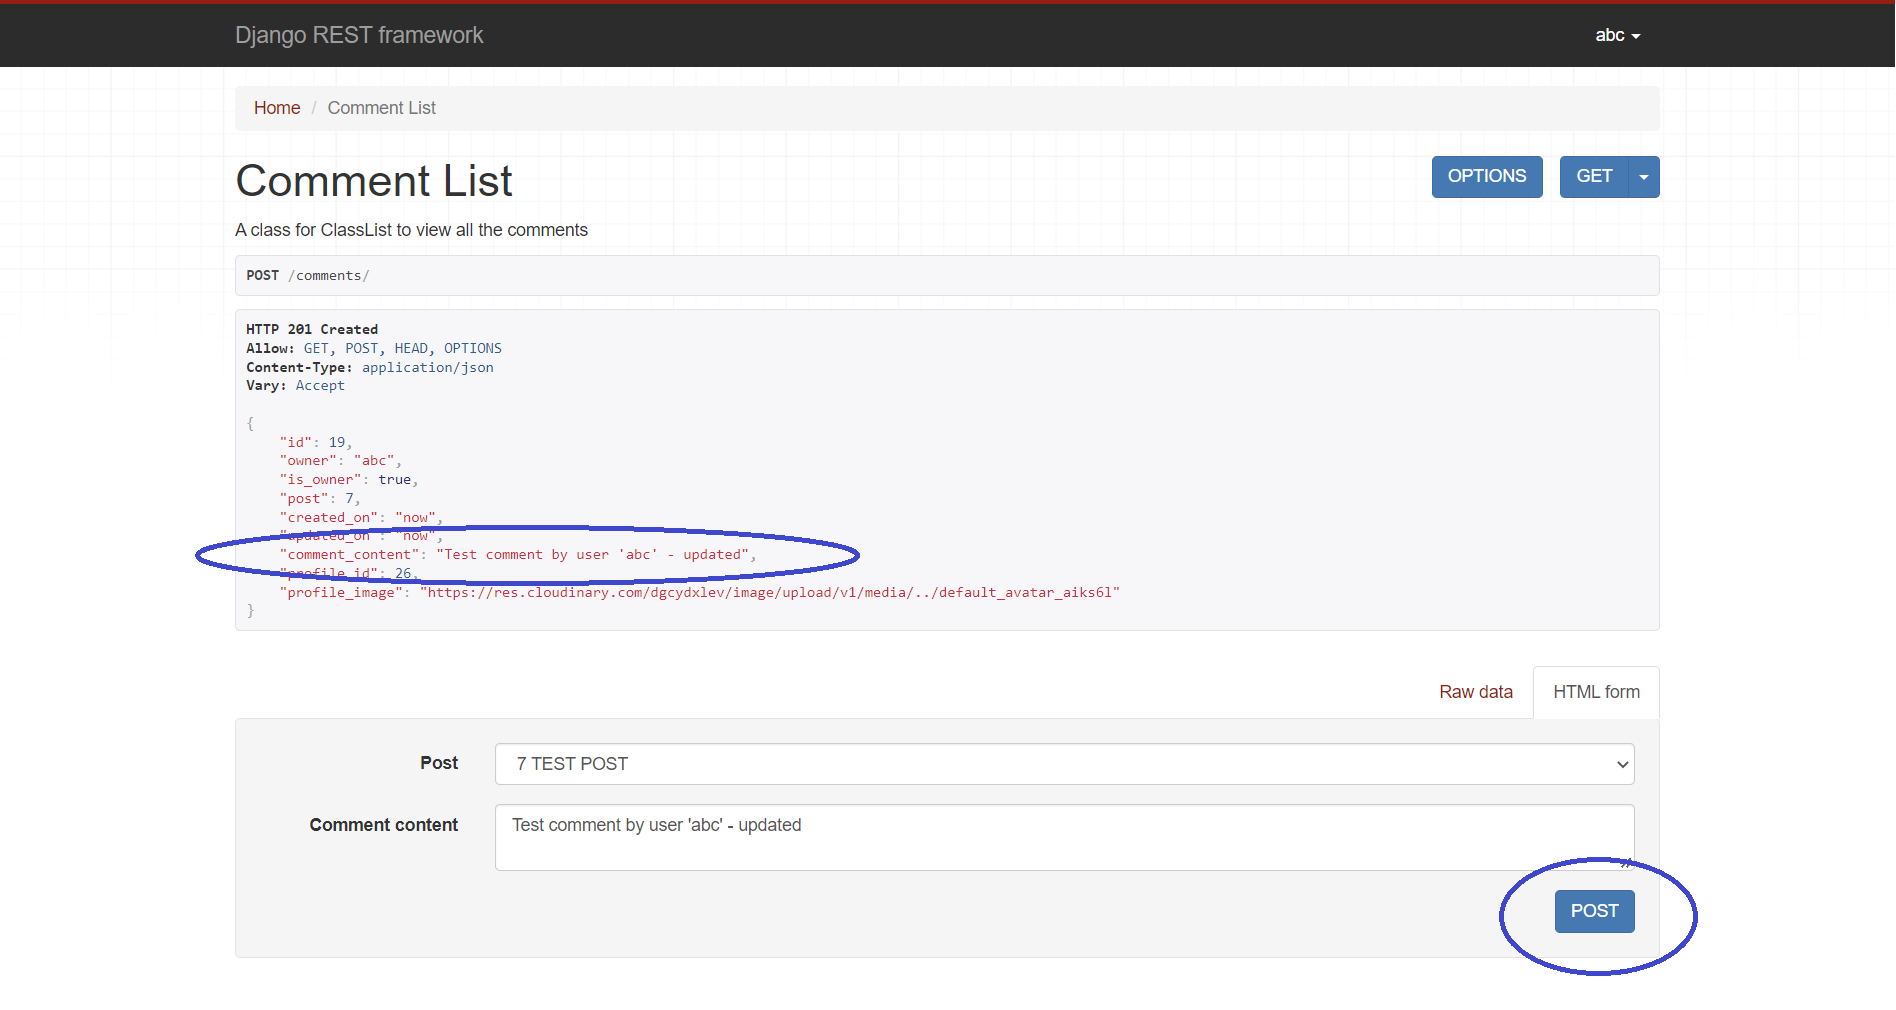 Django REST framework
abc
Home / Comment List
Comment List
OPTIONS
GET
A class for ClassList to view all the comments
POST /comments/
HTTP 201 Created
Allow: GET, POST, HEAD, OPTIONS
Content-Type: application/json
Vary: Accept
{
    "id": 19,
    "owner": "abc",
    "is_owner": true,
    "post": 7,
    "created_on": "now",
    "updated_on": "now",
    "comment_content": "Test comment by user 'abc' - updated",
    "profile_id": 26,
    "profile_image": "https://res.cloudinary.com/dgcydxlev/image/upload/v1/media/../default_avatar_aiks6l"
}
Raw data
HTML form
Post
7 TEST POST
Comment content
Test comment by user 'abc' - updated
POST